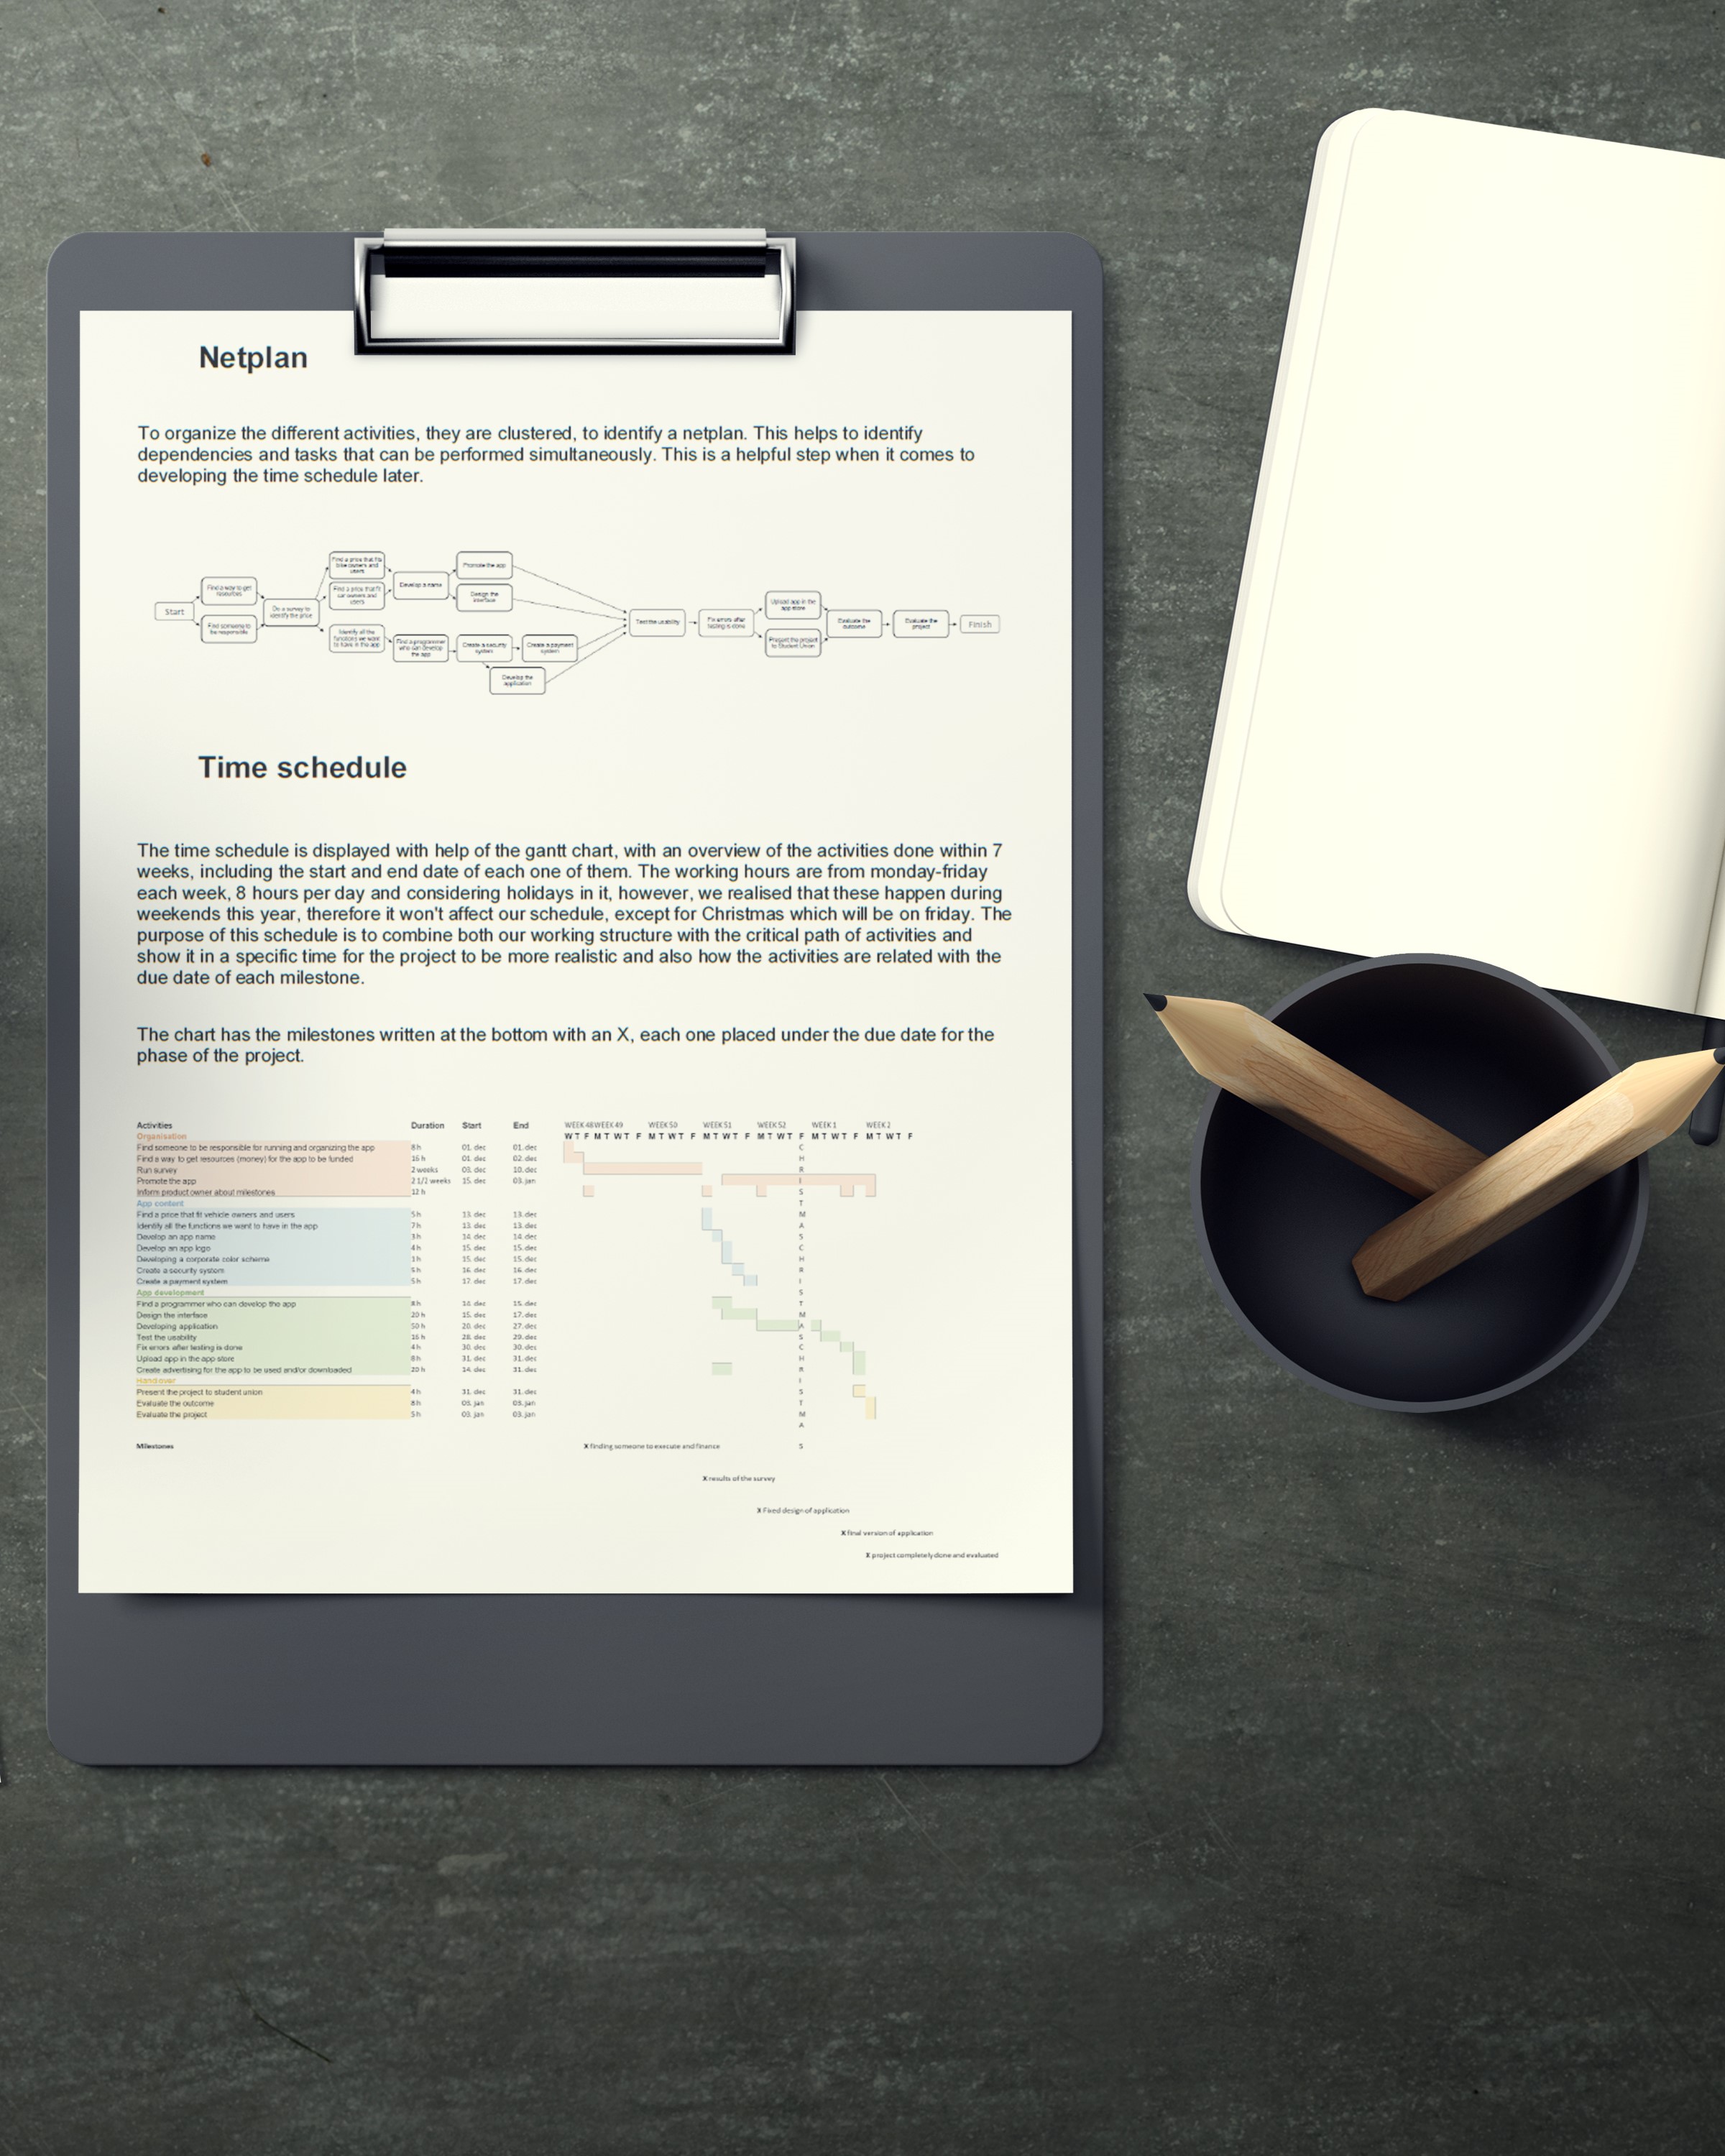 Netplan
To organize the different activities, they are clustered, to identify a netplan. This helps to identify
dependencies and tasks that can be performed simultaneously. This is a helpful step when it comes to
developing the time schedule later.
Start
Find a way to get
resources
Find someone to
be responsible
Do a survey to
identify the price
Find a price that fits
bike owners and
users
Find a price that fit
car owners and
users
Identify all the
functions we want
to have in the app
Develop a name
Find a programmer
who can develop
the app
Promote the app
Design the
interface
Create a security
system
Create a payment
system
Develop the
application
Test the usability
Fix errors after
testing is done
Upload app in the
app store
Present the project
to Student Union
Evaluate the
outcome
Evaluate the
project
Finish
Time schedule
The time schedule is displayed with help of the gantt chart, with an overview of the activities done within 7
weeks, including the start and end date of each one of them. The working hours are from monday-friday
each week, 8 hours per day and considering holidays in it, however, we realised that these happen during
weekends this year, therefore it won't affect our schedule, except for Christmas which will be on friday. The
purpose of this schedule is to combine both our working structure with the critical path of activities and
show it in a specific time for the project to be more realistic and also how the activities are related with the
due date of each milestone.
The chart has the milestones written at the bottom with an X, each one placed under the due date for the
phase of the project.
Activities Duration Start End WEEK 48 WEEK 49 WEEK 50 WEEK 51 WEEK 52 WEEK 1 WEEK 2
Organisation W T F M T W T F M T W T F M T W T F M T W T F M T W T F M T W T F
Find someone to be responsible for running and organizing the app 8 h 01. dec 01. dec C
Find a way to get resources (money) for the app to be funded 16 h 01. dec 02. dec H
Run survey 2 weeks 03. dec 10. dec R
Promote the app 2 1/2 weeks 15. dec 03. jan I
Inform product owner about milestones 12 h S
App content T
Find a price that fit vehicle owners and users 5 h 13. dec 13. dec M
Identify all the functions we want to have in the app 7 h 13. dec 13. dec A
Develop an app name 3 h 14. dec 14. dec S
Develop an app logo 4 h 15. dec 15. dec C
Developing a corporate color scheme 1 h 15. dec 15. dec H
Create a security system 5 h 16. dec 16. dec R
Create a payment system 5 h 17. dec 17. dec I
App development S
Find a programmer who can develop the app 8 h 14. dec 15. dec T
Design the interface 20 h 15. dec 17. dec M
Developing application 50 h 20. dec 27. dec A
Test the usability 16 h 28. dec 29. dec S
Fix errors after testing is done 4 h 30. dec 30. dec C
Upload app in the app store 8 h 31. dec 31. dec H
Create advertising for the app to be used and/or downloaded 20 h 14. dec 31. dec R
Handover I
Present the project to student union 4 h 31. dec 31. dec S
Evaluate the outcome 8 h 03. jan 03. jan T
Evaluate the project 5 h 03. jan 03. jan M
A
Milestones X finding someone to execute and finance S
X results of the survey
X Fixed design of application
X final version of application
X project completely done and evaluated